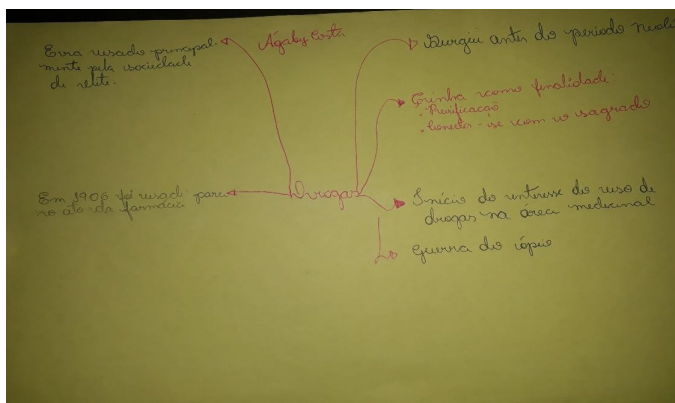 Ágaby Costa
Era usado principal-
mente pela sociedade
de elite.
Surgiu antes do período neolí
Tinha como finalidade:
• Purificação
• Conectar-se com o sagrado
Drogas
Em 1906 foi usada para
no ato da farmácia
Início do interesse do uso de
drogas na área medicinal
Guerra do ópio